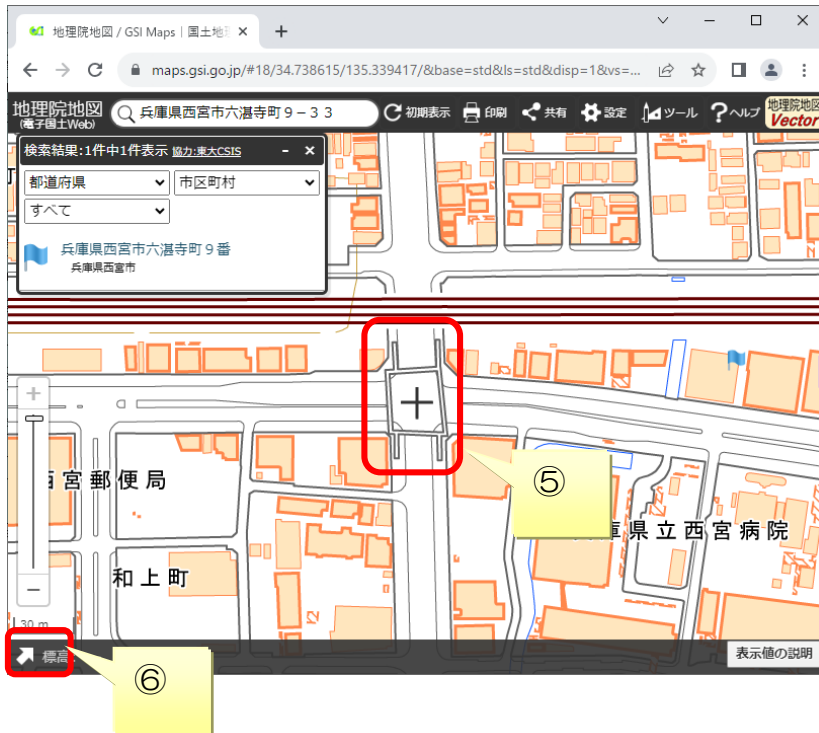 地理院地図 / GSI Maps｜国土地理
maps.gsi.go.jp/#18/34.738615/135.339417/&base=std&ls=std&disp=1&vs=...
地理院地図
(電子国土Web)
兵庫県西宮市六湛寺町９－３３
初期表示
印刷
共有
設定
ツール
ヘルプ
地理院地図
Vector
検索結果:1件中1件表示 協力:東大CSIS
都道府県
市区町村
すべて
兵庫県西宮市六湛寺町９番
兵庫県西宮市
⑤
西宮郵便局
県立西宮病院
和上町
30 m
標高
表示値の説明
⑥